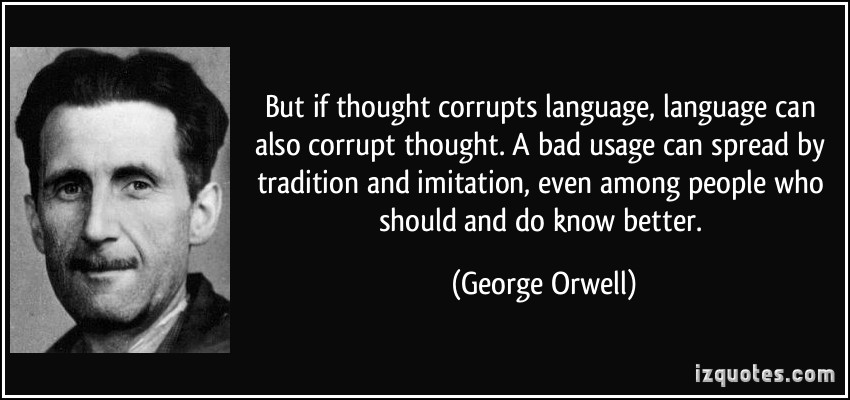 But if thought corrupts language, language can
also corrupt thought. A bad usage can spread by
tradition and imitation, even among people who
should and do know better.
(George Orwell)
izquotes.com